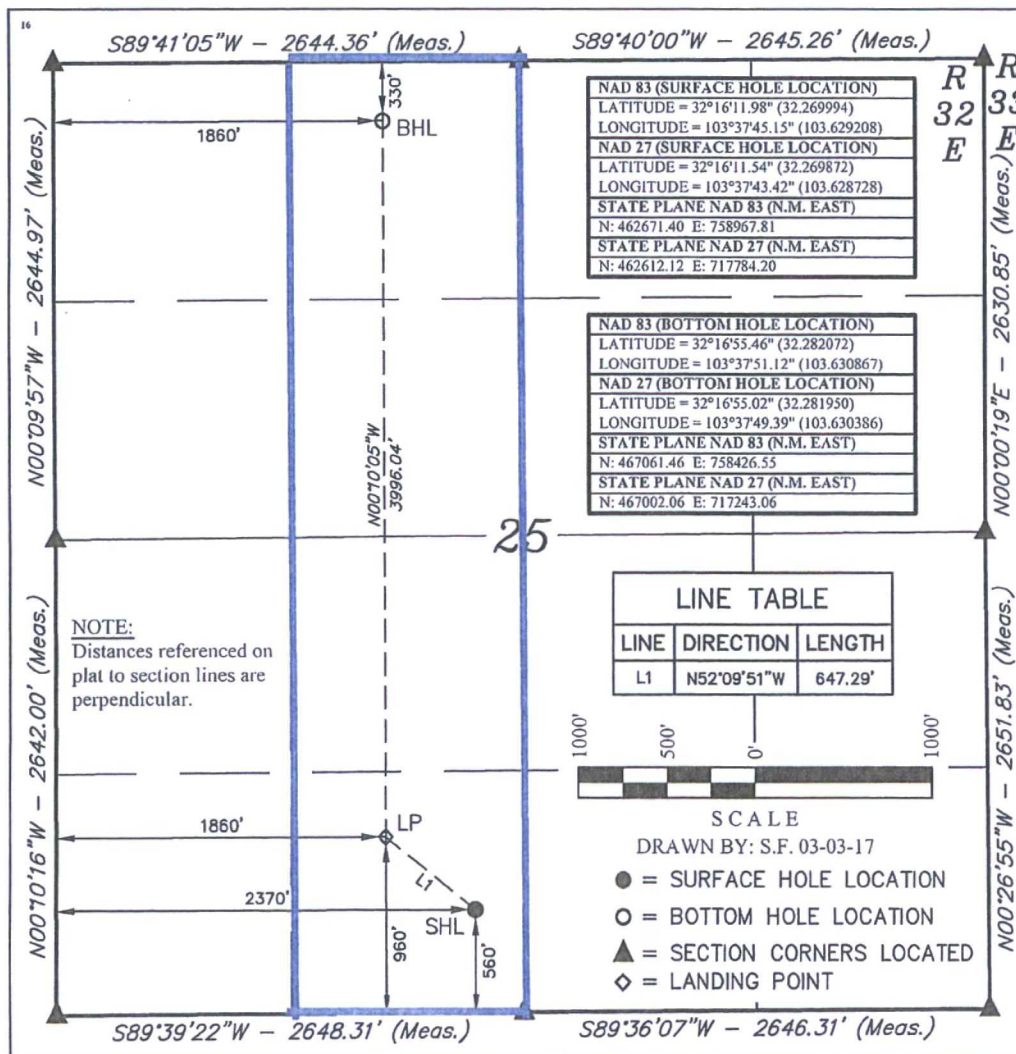 16
S89°41'05"W – 2644.36' (Meas.)
S89°40'00"W – 2645.26' (Meas.)
R
32
E
R
33
E
330'
BHL
1860'
NAD 83 (SURFACE HOLE LOCATION)
LATITUDE = 32°16'11.98" (32.269994)
LONGITUDE = 103°37'45.15" (103.629208)
NAD 27 (SURFACE HOLE LOCATION)
LATITUDE = 32°16'11.54" (32.269872)
LONGITUDE = 103°37'43.42" (103.628728)
STATE PLANE NAD 83 (N.M. EAST)
N: 462671.40 E: 758967.81
STATE PLANE NAD 27 (N.M. EAST)
N: 462612.12 E: 717784.20
N00°09'57"W – 2644.97' (Meas.)
N00°00'19"E – 2630.85' (Meas.)
NAD 83 (BOTTOM HOLE LOCATION)
LATITUDE = 32°16'55.46" (32.282072)
LONGITUDE = 103°37'51.12" (103.630867)
NAD 27 (BOTTOM HOLE LOCATION)
LATITUDE = 32°16'55.02" (32.281950)
LONGITUDE = 103°37'49.39" (103.630386)
STATE PLANE NAD 83 (N.M. EAST)
N: 467061.46 E: 758426.55
STATE PLANE NAD 27 (N.M. EAST)
N: 467002.06 E: 717243.06
N00°10'05"W
3996.04'
25
NOTE:
Distances referenced on
plat to section lines are
perpendicular.
LINE TABLE
LINE DIRECTION LENGTH
L1 N52°09'51"W 647.29'
N00°10'16"W – 2642.00' (Meas.)
N00°26'55"W – 2651.83' (Meas.)
1000' 500' 0' 1000'
SCALE
DRAWN BY: S.F. 03-03-17
1860'
LP
L1
2370'
SHL
960'
560'
= SURFACE HOLE LOCATION
= BOTTOM HOLE LOCATION
= SECTION CORNERS LOCATED
= LANDING POINT
S89°39'22"W – 2648.31' (Meas.)
S89°36'07"W – 2646.31' (Meas.)